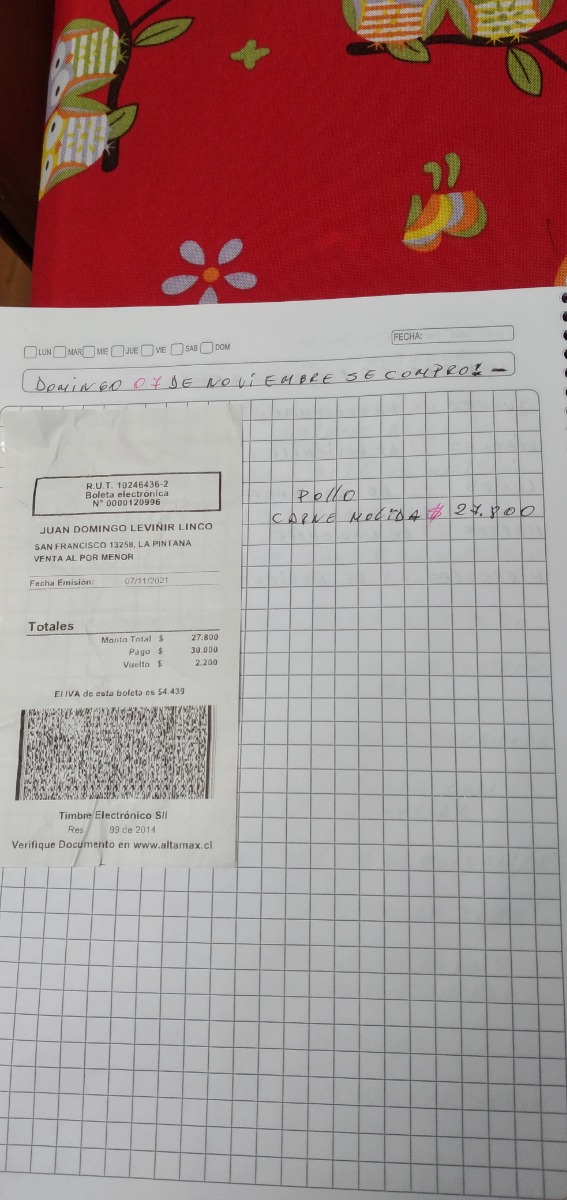 FECHA:
LUN MAR MIE JUE VIE SAB DOM
DOMINGO 07 DE NOVIEMBRE SE COMPRO:-
R.U.T. 10246436-2
Boleta electronica
N° 0000120996
JUAN DOMINGO LEVIÑIR LINCO
SAN FRANCISCO 13258, LA PINTANA
VENTA AL POR MENOR
Fecha Emisión: 07/11/2021
Totales
Monto Total $ 27.800
Pago $ 30.000
Vuelto $ 2.200
El IVA de esta boleta es $4.439
Timbre Electrónico SII
Res 99 de 2014
Verifique Documento en www.altamax.cl
Pollo
CARNE MOLIDA $ 27.800